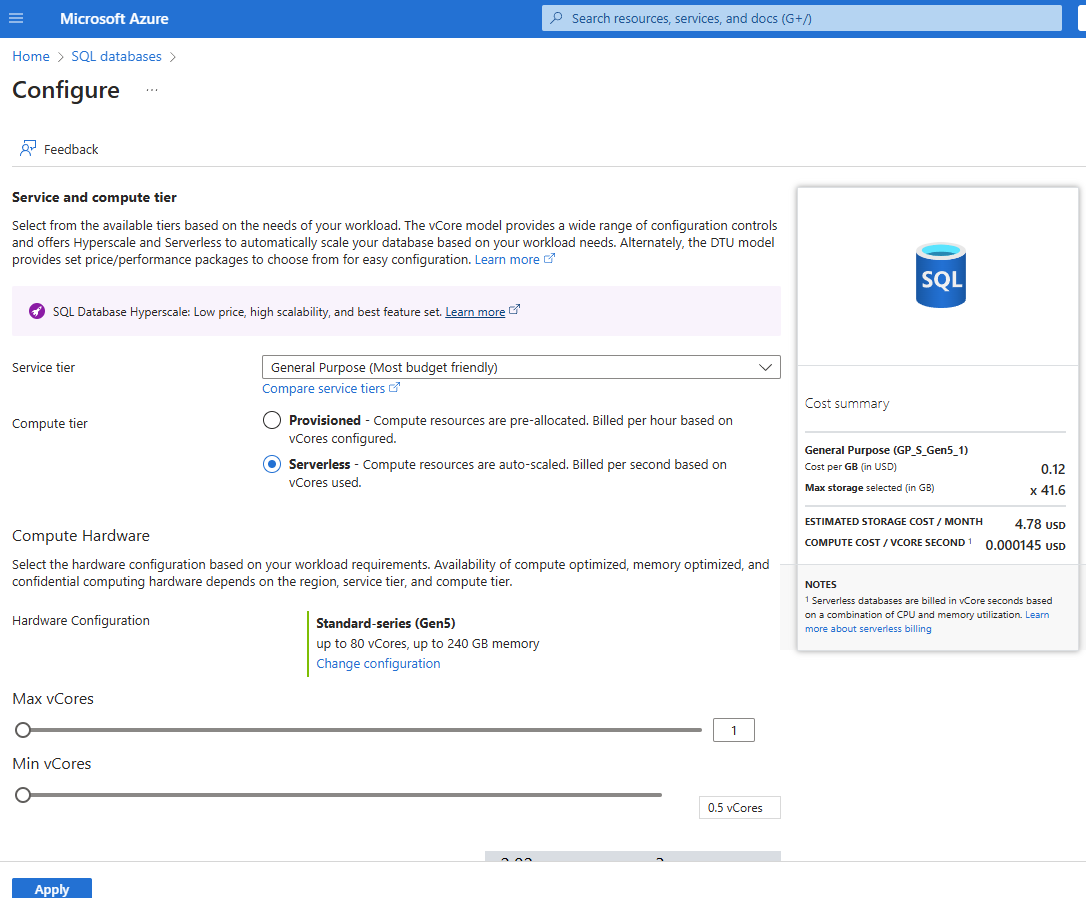 Microsoft Azure
Search resources, services, and docs (G+/)
Home > SQL databases >
Configure ...
Feedback
Service and compute tier
Select from the available tiers based on the needs of your workload. The vCore model provides a wide range of configuration controls
and offers Hyperscale and Serverless to automatically scale your database based on your workload needs. Alternately, the DTU model
provides set price/performance packages to choose from for easy configuration. Learn more
SQL Database Hyperscale: Low price, high scalability, and best feature set. Learn more
Service tier
General Purpose (Most budget friendly)
Compare service tiers
Compute tier
Provisioned - Compute resources are pre-allocated. Billed per hour based on
vCores configured.
Serverless - Compute resources are auto-scaled. Billed per second based on
vCores used.
Compute Hardware
Select the hardware configuration based on your workload requirements. Availability of compute optimized, memory optimized, and
confidential computing hardware depends on the region, service tier, and compute tier.
Hardware Configuration
Standard-series (Gen5)
up to 80 vCores, up to 240 GB memory
Change configuration
Max vCores
1
Min vCores
0.5 vCores
Apply
SQL
Cost summary
General Purpose (GP_S_Gen5_1)
Cost per GB (in USD) 0.12
Max storage selected (in GB) x 41.6
ESTIMATED STORAGE COST / MONTH 4.78 USD
COMPUTE COST / VCORE SECOND 1 0.000145 USD
NOTES
1 Serverless databases are billed in vCore seconds based
on a combination of CPU and memory utilization. Learn
more about serverless billing